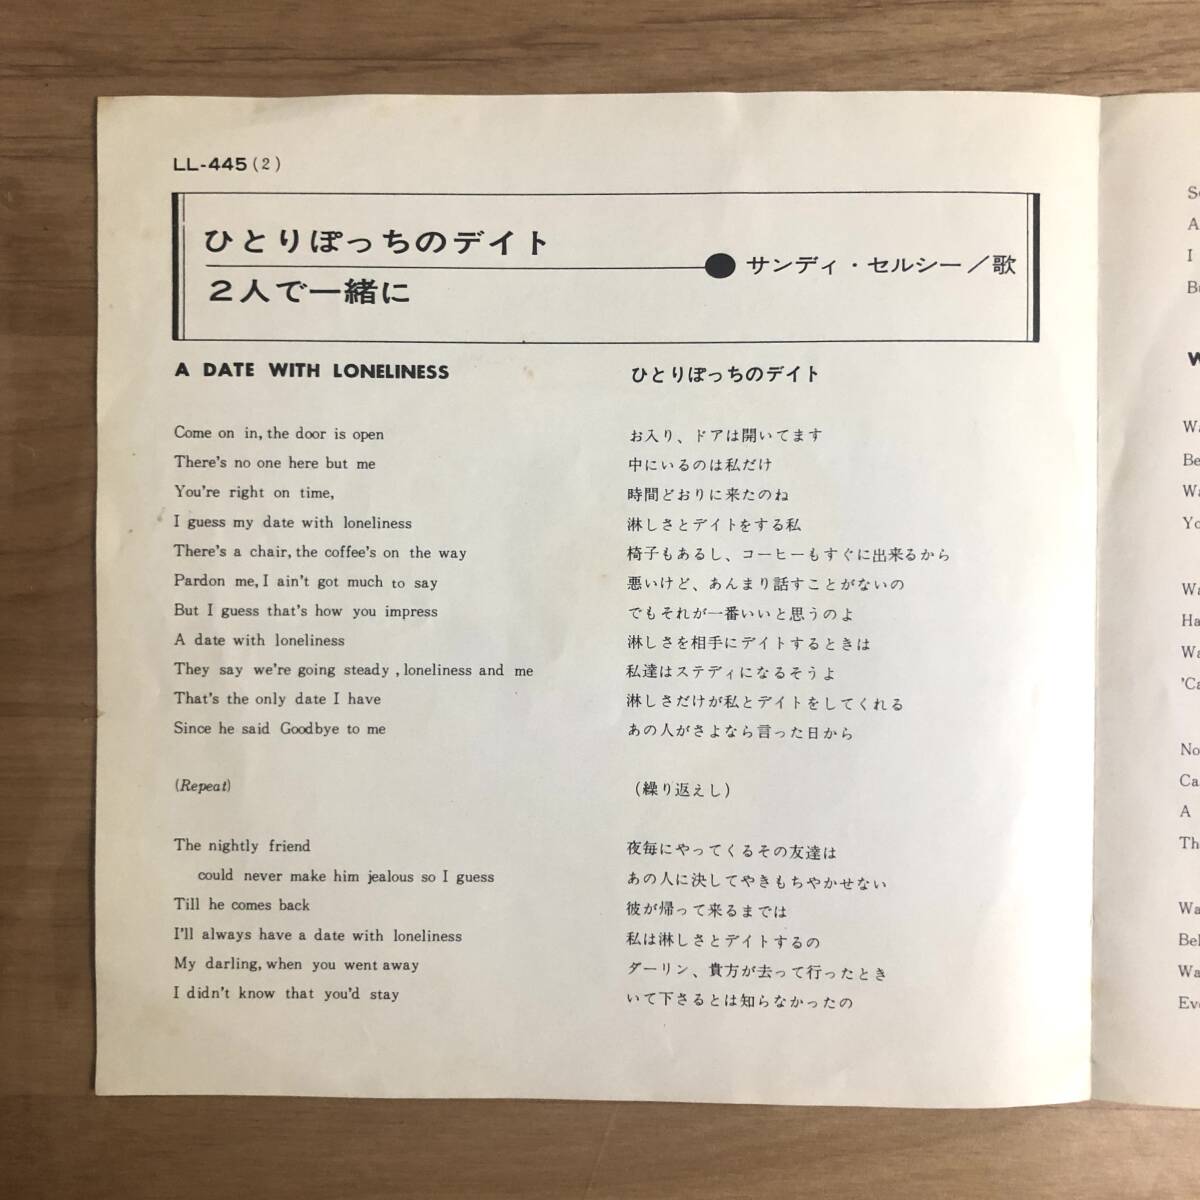 LL-445(2)
ひとりぽっちのデイト
2人で一緒に
サンディ・セルシー/歌
A DATE WITH LONELINESS
Come on in, the door is open
There's no one here but me
You're right on time,
I guess my date with loneliness
There's a chair, the coffee's on the way
Pardon me, I ain't got much to say
But I guess that's how you impress
A date with loneliness
They say we're going steady, loneliness and me
That's the only date I have
Since he said Goodbye to me
(Repeat)
The nightly friend
could never make him jealous so I guess
Till he comes back
I'll always have a date with loneliness
My darling, when you went away
I didn't know that you'd stay
ひとりぽっちのデイト
お入り、ドアは開いてます
中にいるのは私だけ
時間どおりに来たのね
淋しさとデイトをする私
椅子もあるし、コーヒーもすぐに出来るから
悪いけど、あんまり話すことがないの
でもそれが一番いいと思うのよ
淋しさを相手にデイトするときは
私達はステディになるそうよ
淋しさだけが私とデイトをしてくれる
あの人がさよなら言った日から
(繰り返えし)
夜毎にやってくるその友達は
あの人に決してやきもちやかせない
彼が帰って来るまでは
私は淋しさとデイトするの
ダーリン、貴方が去って行ったとき
いて下さるとは知らなかったの
A
I
No
A